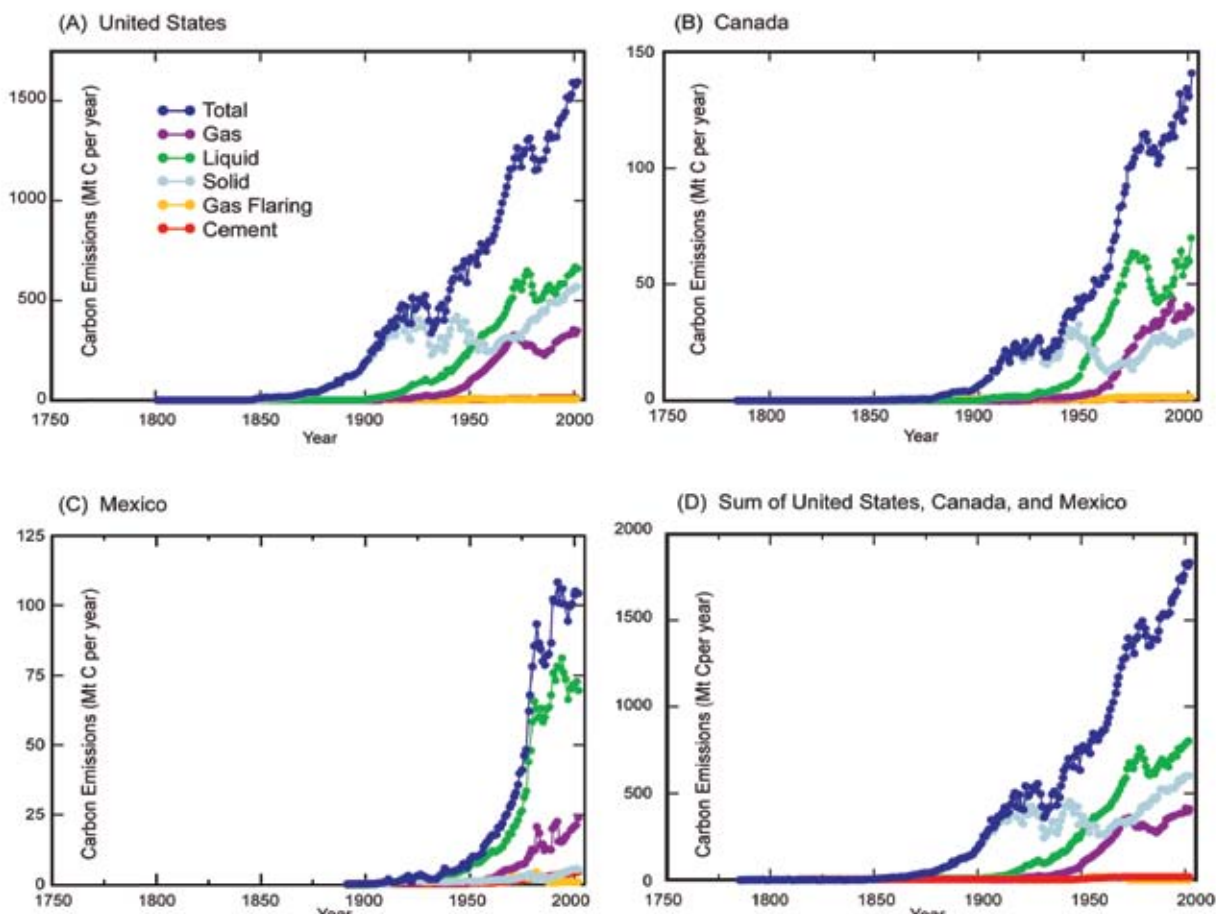 (A) United States
Carbon Emissions (Mt C per year)
1500
1000
500
0
Total
Gas
Liquid
Solid
Gas Flaring
Cement
1750 1800 1850 1900 1950 2000
Year
(B) Canada
Carbon Emissions (Mt C per year)
150
100
50
0
1750 1800 1850 1900 1950 2000
Year
(C) Mexico
Carbon Emissions (Mt C per year)
125
100
75
50
25
0
1750 1800 1850 1900 1950 2000
Year
(D) Sum of United States, Canada, and Mexico
Carbon Emissions (Mt Cper year)
2000
1500
1000
500
0
1750 1800 1850 1900 1950 2000
Year